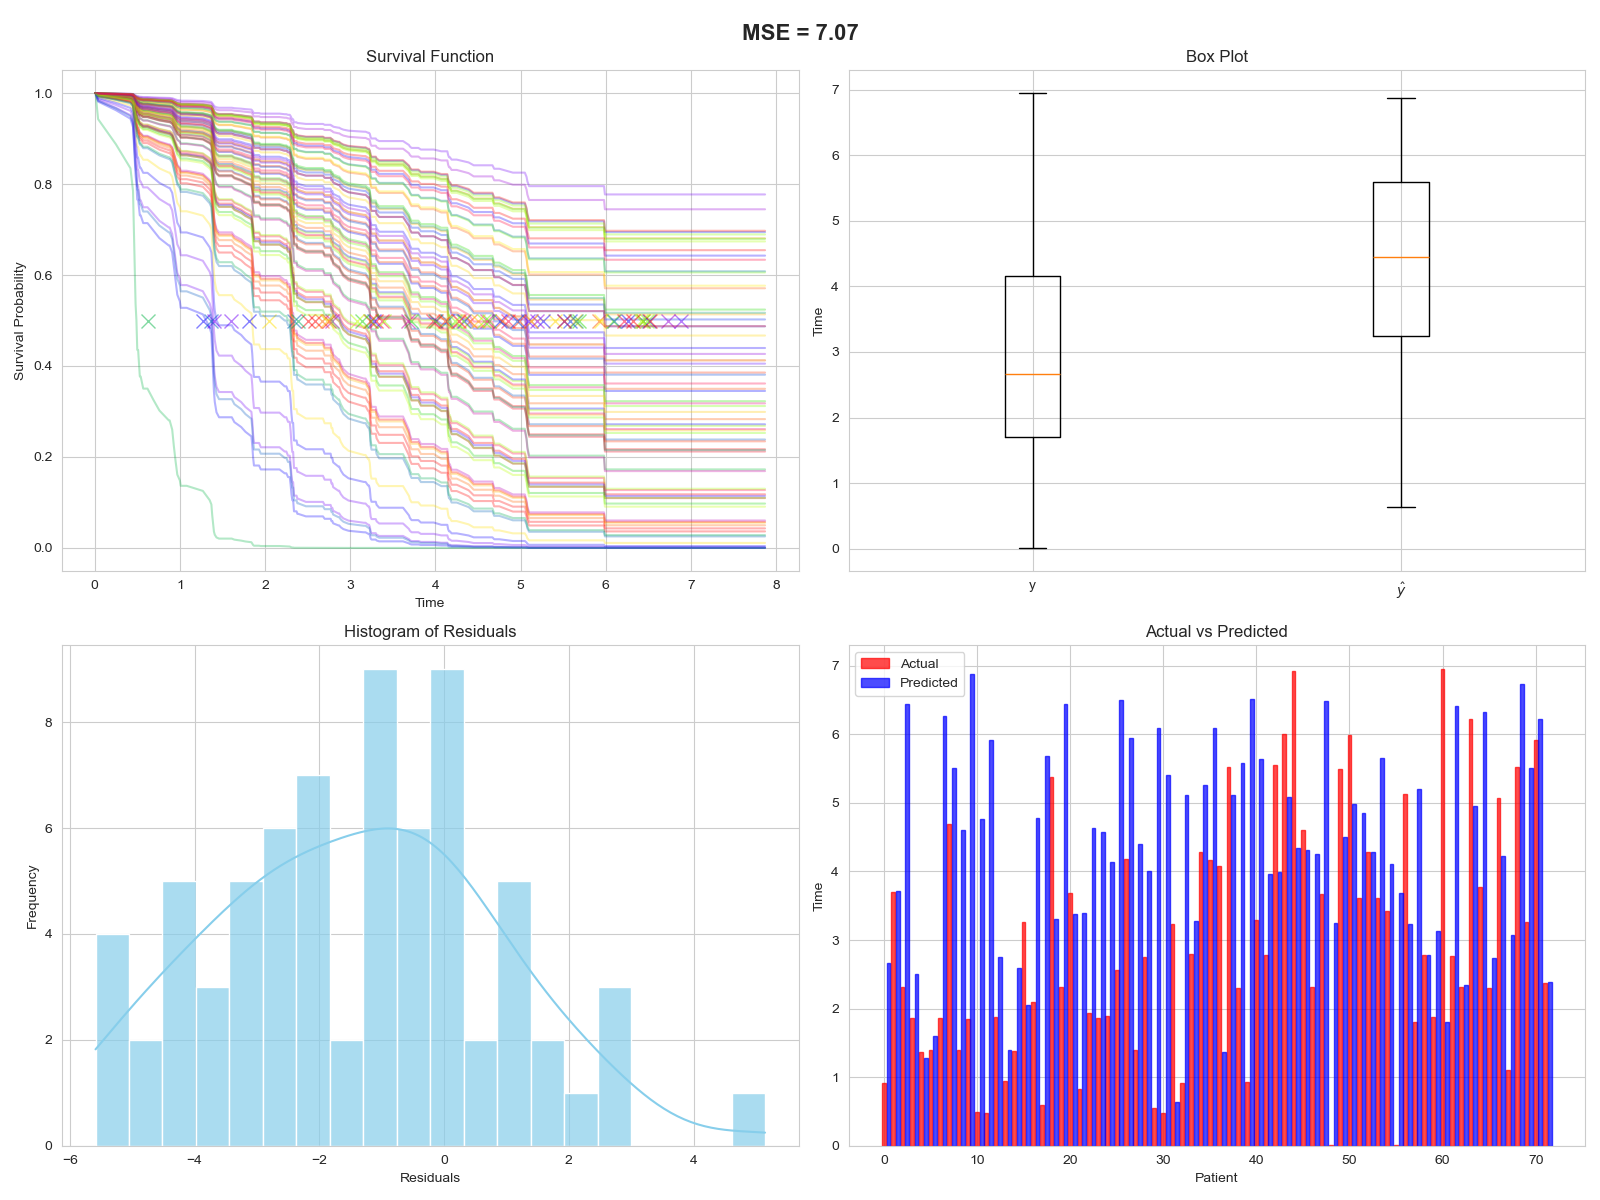 MSE = 7.07
Survival Function
Survival Probability
1.0
0.8
0.6
0.4
0.2
0.0
0 1 2 3 4 5 6 7 8
Time
Box Plot
Time
7
6
5
4
3
2
1
0
y ŷ
Histogram of Residuals
Frequency
8
6
4
2
0
−6 −4 −2 0 2 4
Residuals
Actual vs Predicted
Actual
Predicted
Time
7
6
5
4
3
2
1
0
0 10 20 30 40 50 60 70
Patient